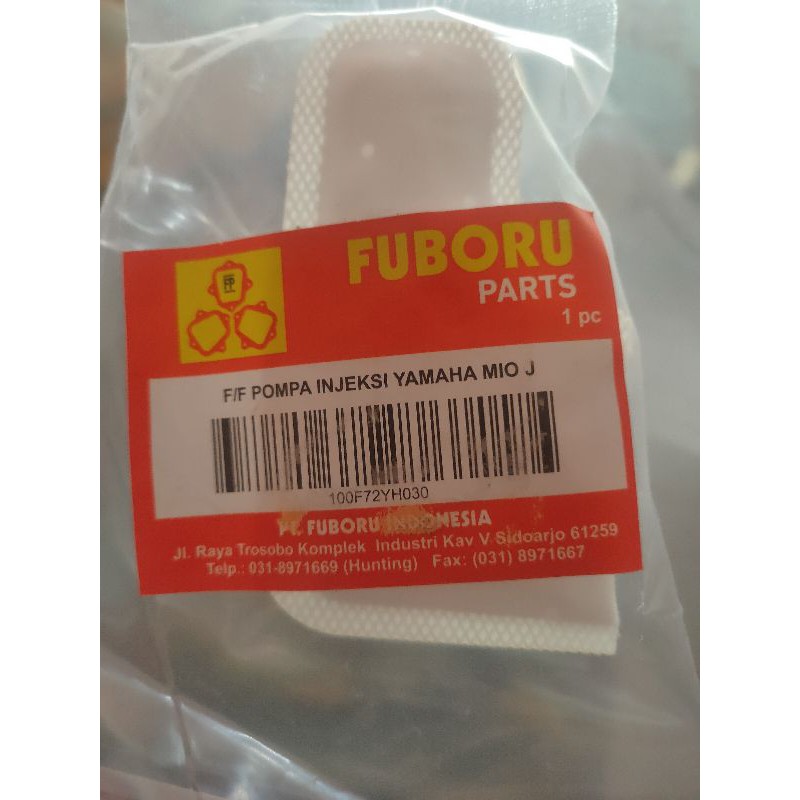 FUBORU
PARTS
1 pc
F/F POMPA INJEKSI YAMAHA MIO J
100F72YH030
PT. FUBORU INDONESIA
Jl. Raya Trosobo Komplek Industri Kav V Sidoarjo 61259
Telp.: 031-8971669 (Hunting) Fax: (031) 8971667